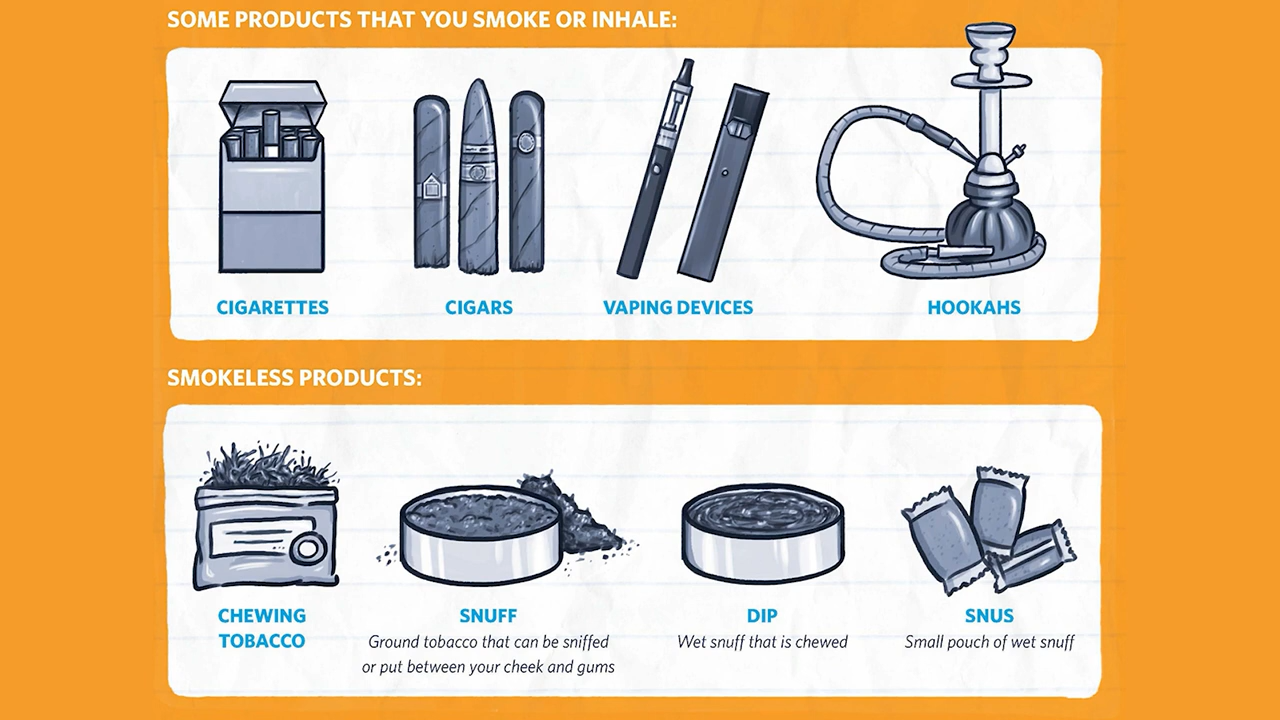 SOME PRODUCTS THAT YOU SMOKE OR INHALE:
CIGARETTES
CIGARS
VAPING DEVICES
HOOKAHS
SMOKELESS PRODUCTS:
CHEWING
TOBACCO
SNUFF
Ground tobacco that can be sniffed
or put between your cheek and gums
DIP
Wet snuff that is chewed
SNUS
Small pouch of wet snuff